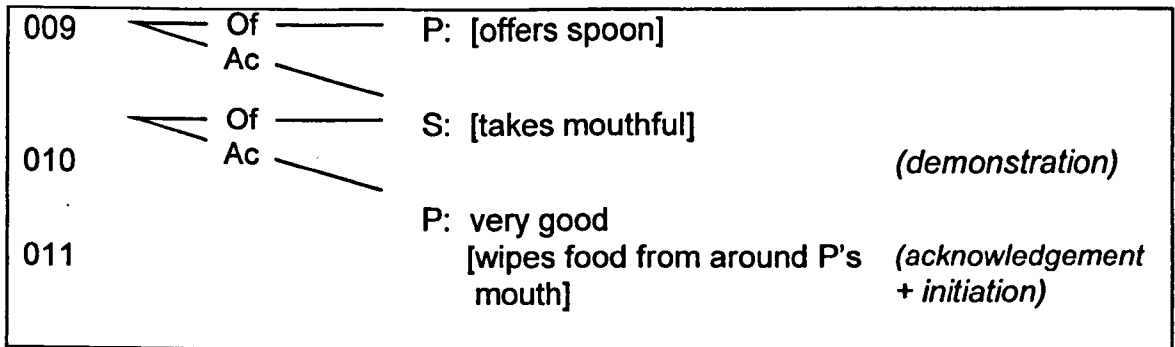 009 Of P: [offers spoon]
Ac
Of S: [takes mouthful]
010 Ac (demonstration)
P: very good
011 [wipes food from around P's (acknowledgement
mouth] + initiation)